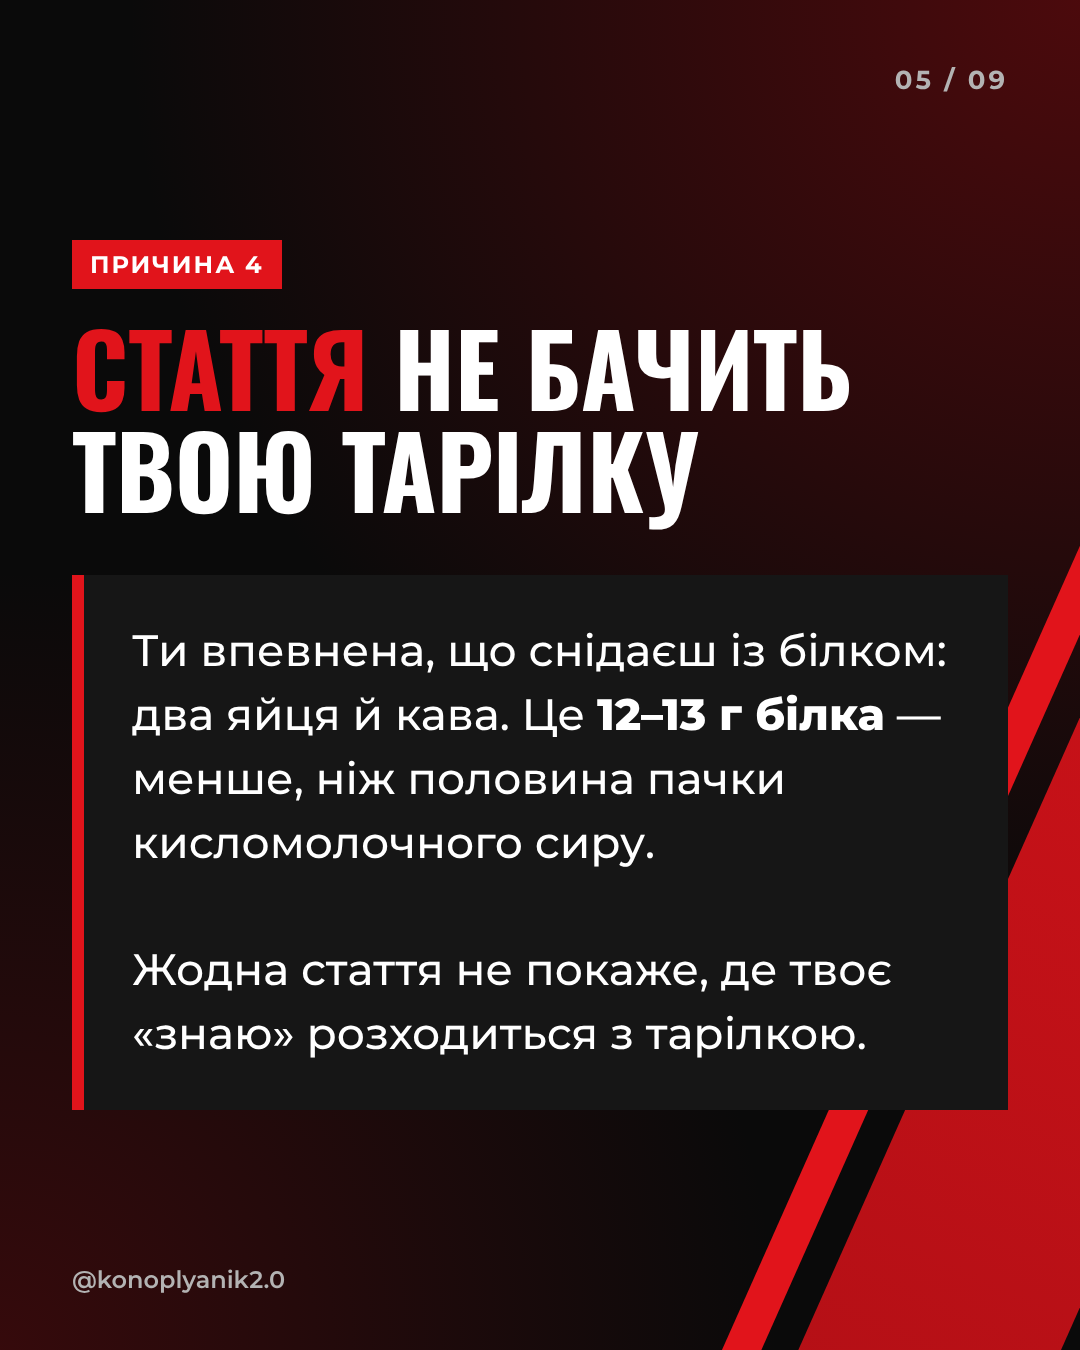 05 / 09
ПРИЧИНА 4
СТАТТЯ НЕ БАЧИТЬ
ТВОЮ ТАРІЛКУ
Ти впевнена, що снідаєш із білком:
два яйця й кава. Це 12–13 г білка —
менше, ніж половина пачки
кисломолочного сиру.
Жодна стаття не покаже, де твоє
«знаю» розходиться з тарілкою.
@konoplyanik2.0